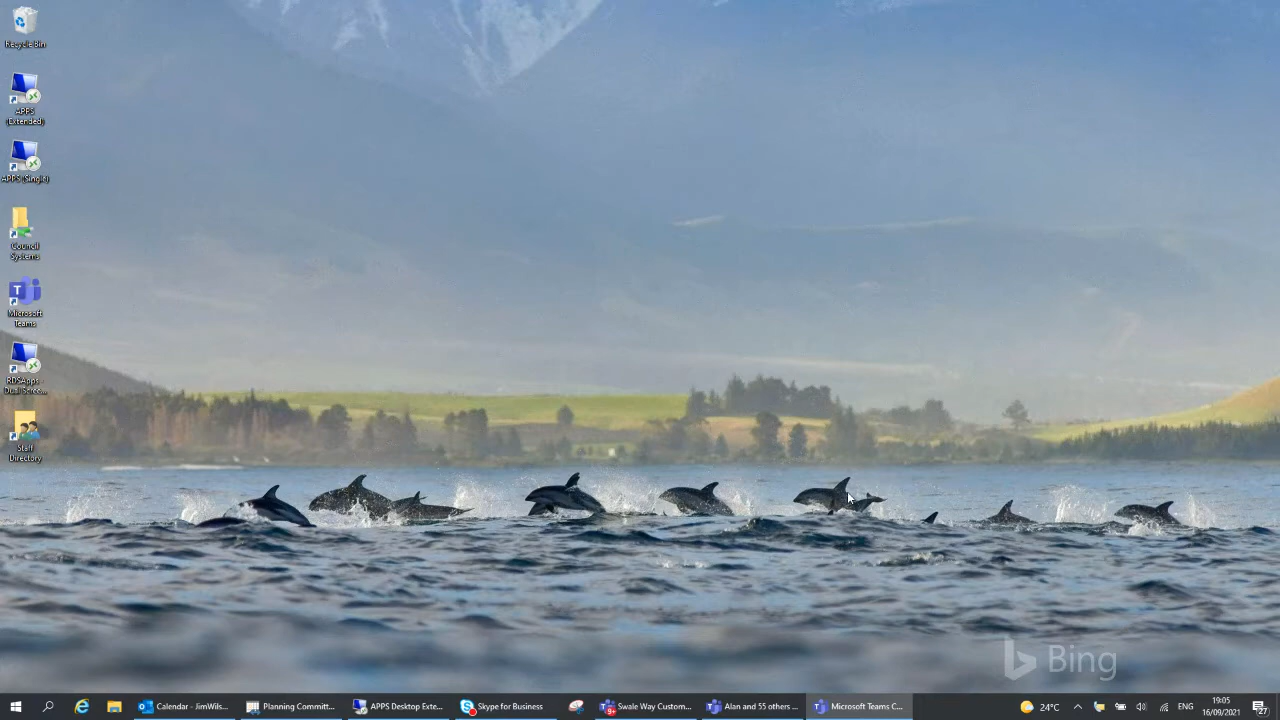 Recycle Bin
APPS
(Extended)
APPS (Single)
Council
Systems
Microsoft
Teams
RDSApps -
Dual Scree...
Staff
Directory
Bing
Calendar - JimWils...
Planning Committ...
APPS Desktop Exte...
Skype for Business
9+
Swale Way Custom...
Alan and 55 others ...
Microsoft Teams C...
24°C
ENG
19:05
16/09/2021
27